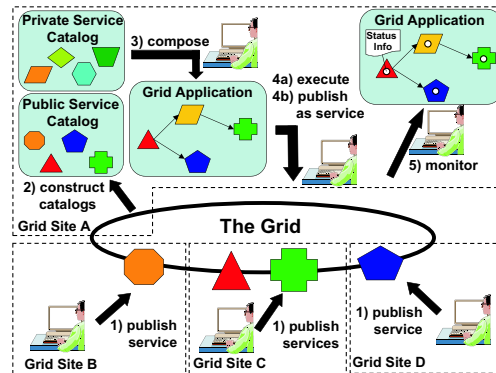 Private Service
Catalog
Public Service
Catalog
3) compose
Grid Application
4a) execute
4b) publish
as service
Grid Application
Status
Info
5) monitor
2) construct
catalogs
Grid Site A
The Grid
1) publish
service
Grid Site B
1) publish
services
Grid Site C
1) publish
service
Grid Site D